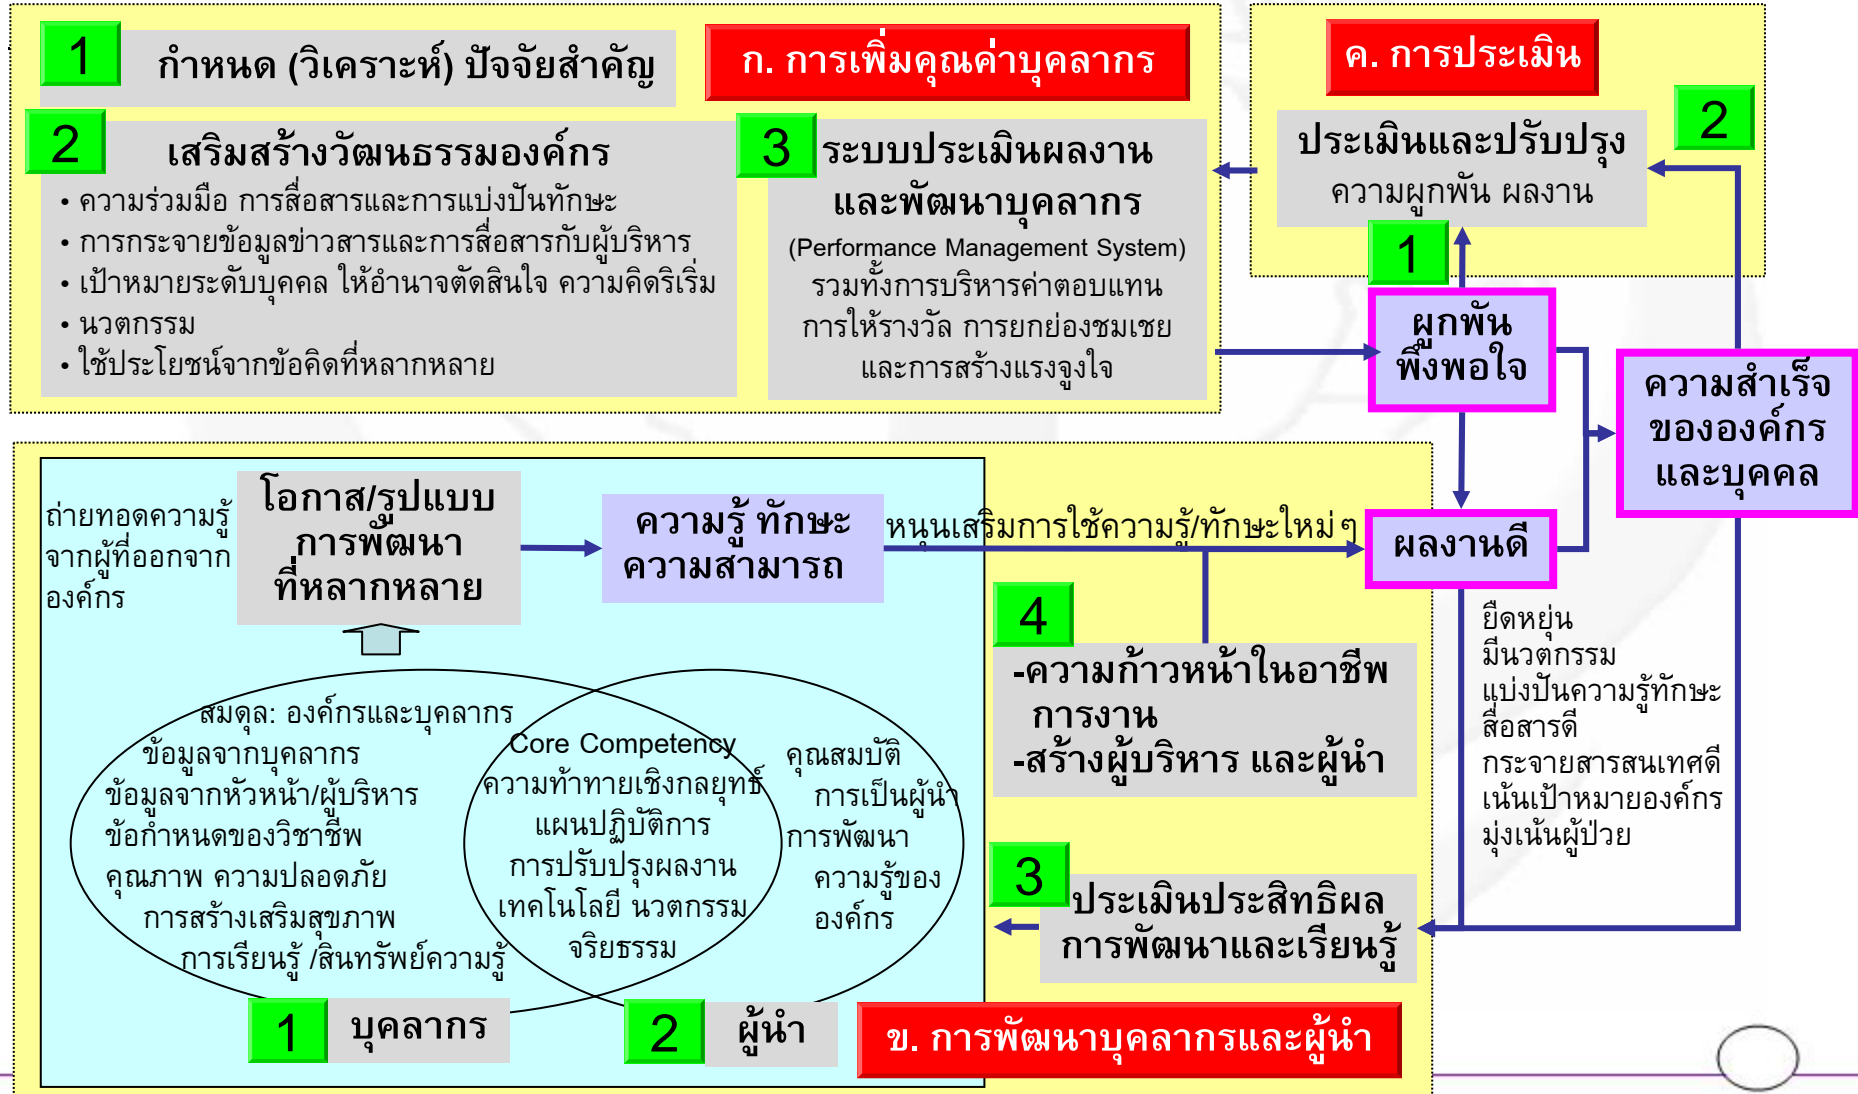 1
กำหนด (วิเคราะห์) ปัจจัยสำคัญ
ก. การเพิ่มคุณค่าบุคลากร
2
เสริมสร้างวัฒนธรรมองค์กร
• ความร่วมมือ การสื่อสารและการแบ่งปันทักษะ
• การกระจายข้อมูลข่าวสารและการสื่อสารกับผู้บริหาร
• เป้าหมายระดับบุคคล ให้อำนาจตัดสินใจ ความคิดริเริ่ม
• นวตกรรม
• ใช้ประโยชน์จากข้อคิดที่หลากหลาย
3
ระบบประเมินผลงาน
และพัฒนาบุคลากร
(Performance Management System)
รวมทั้งการบริหารค่าตอบแทน
การให้รางวัล การยกย่องชมเชย
และการสร้างแรงจูงใจ
ค. การประเมิน
2
ประเมินและปรับปรุง
ความผูกพัน ผลงาน
1
ผูกพัน
พึงพอใจ
ความสำเร็จ
ขององค์กร
และบุคคล
ถ่ายทอดความรู้
จากผู้ที่ออกจาก
องค์กร
โอกาส/รูปแบบ
การพัฒนา
ที่หลากหลาย
ความรู้ ทักษะ
ความสามารถ
หนุนเสริมการใช้ความรู้/ทักษะใหม่ๆ
ผลงานดี
ยืดหยุ่น
มีนวตกรรม
แบ่งปันความรู้ทักษะ
สื่อสารดี
กระจายสารสนเทศดี
เน้นเป้าหมายองค์กร
มุ่งเน้นผู้ป่วย
4
-ความก้าวหน้าในอาชีพ
การงาน
-สร้างผู้บริหาร และผู้นำ
สมดุล: องค์กรและบุคลากร
ข้อมูลจากบุคลากร
ข้อมูลจากหัวหน้า/ผู้บริหาร
ข้อกำหนดของวิชาชีพ
คุณภาพ ความปลอดภัย
การสร้างเสริมสุขภาพ
การเรียนรู้ /สินทรัพย์ความรู้
Core Competency
ความท้าทายเชิงกลยุทธ์
แผนปฏิบัติการ
การปรับปรุงผลงาน
เทคโนโลยี นวตกรรม
จริยธรรม
คุณสมบัติ
การเป็นผู้นำ
การพัฒนา
ความรู้ของ
องค์กร
3
ประเมินประสิทธิผล
การพัฒนาและเรียนรู้
1
บุคลากร
2
ผู้นำ
ข. การพัฒนาบุคลากรและผู้นำ